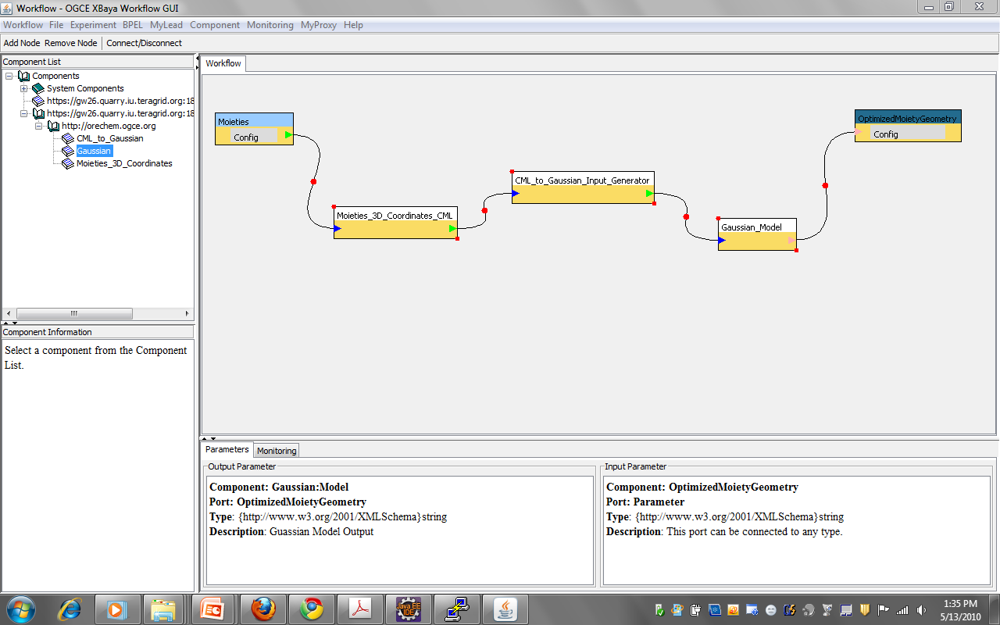 Workflow - OGCE XBaya Workflow GUI
Workflow File Experiment BPEL MyLead Component Monitoring MyProxy Help
Add Node Remove Node Connect/Disconnect
Component List
Components
System Components
https://gw26.quarry.iu.teragrid.org:18
https://gw26.quarry.iu.teragrid.org:18
http://orechem.ogce.org
CML_to_Gaussian
Gaussian
Moieties_3D_Coordinates
Component Information
Select a component from the Component
List.
Workflow
Moieties
Config
Moieties_3D_Coordinates_CML
CML_to_Gaussian_Input_Generator
Gaussian_Model
OptimizedMoietyGeometry
Config
Parameters Monitoring
Output Parameter
Component: Gaussian:Model
Port: OptimizedMoietyGeometry
Type: {http://www.w3.org/2001/XMLSchema}string
Description: Guassian Model Output
Input Parameter
Component: OptimizedMoietyGeometry
Port: Parameter
Type: {http://www.w3.org/2001/XMLSchema}string
Description: This port can be connected to any type.
Java EE
IDE
1:35 PM
5/13/2010